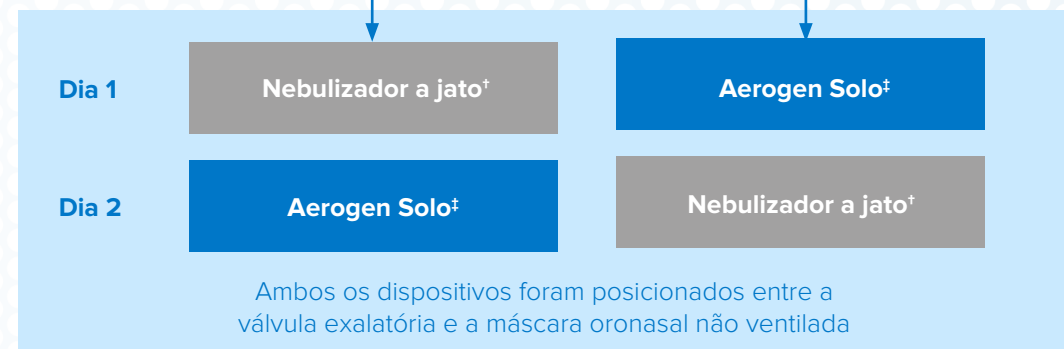 Dia 1
Nebulizador a jato†
Aerogen Solo‡
Dia 2
Aerogen Solo‡
Nebulizador a jato†
Ambos os dispositivos foram posicionados entre a
válvula exalatória e a máscara oronasal não ventilada